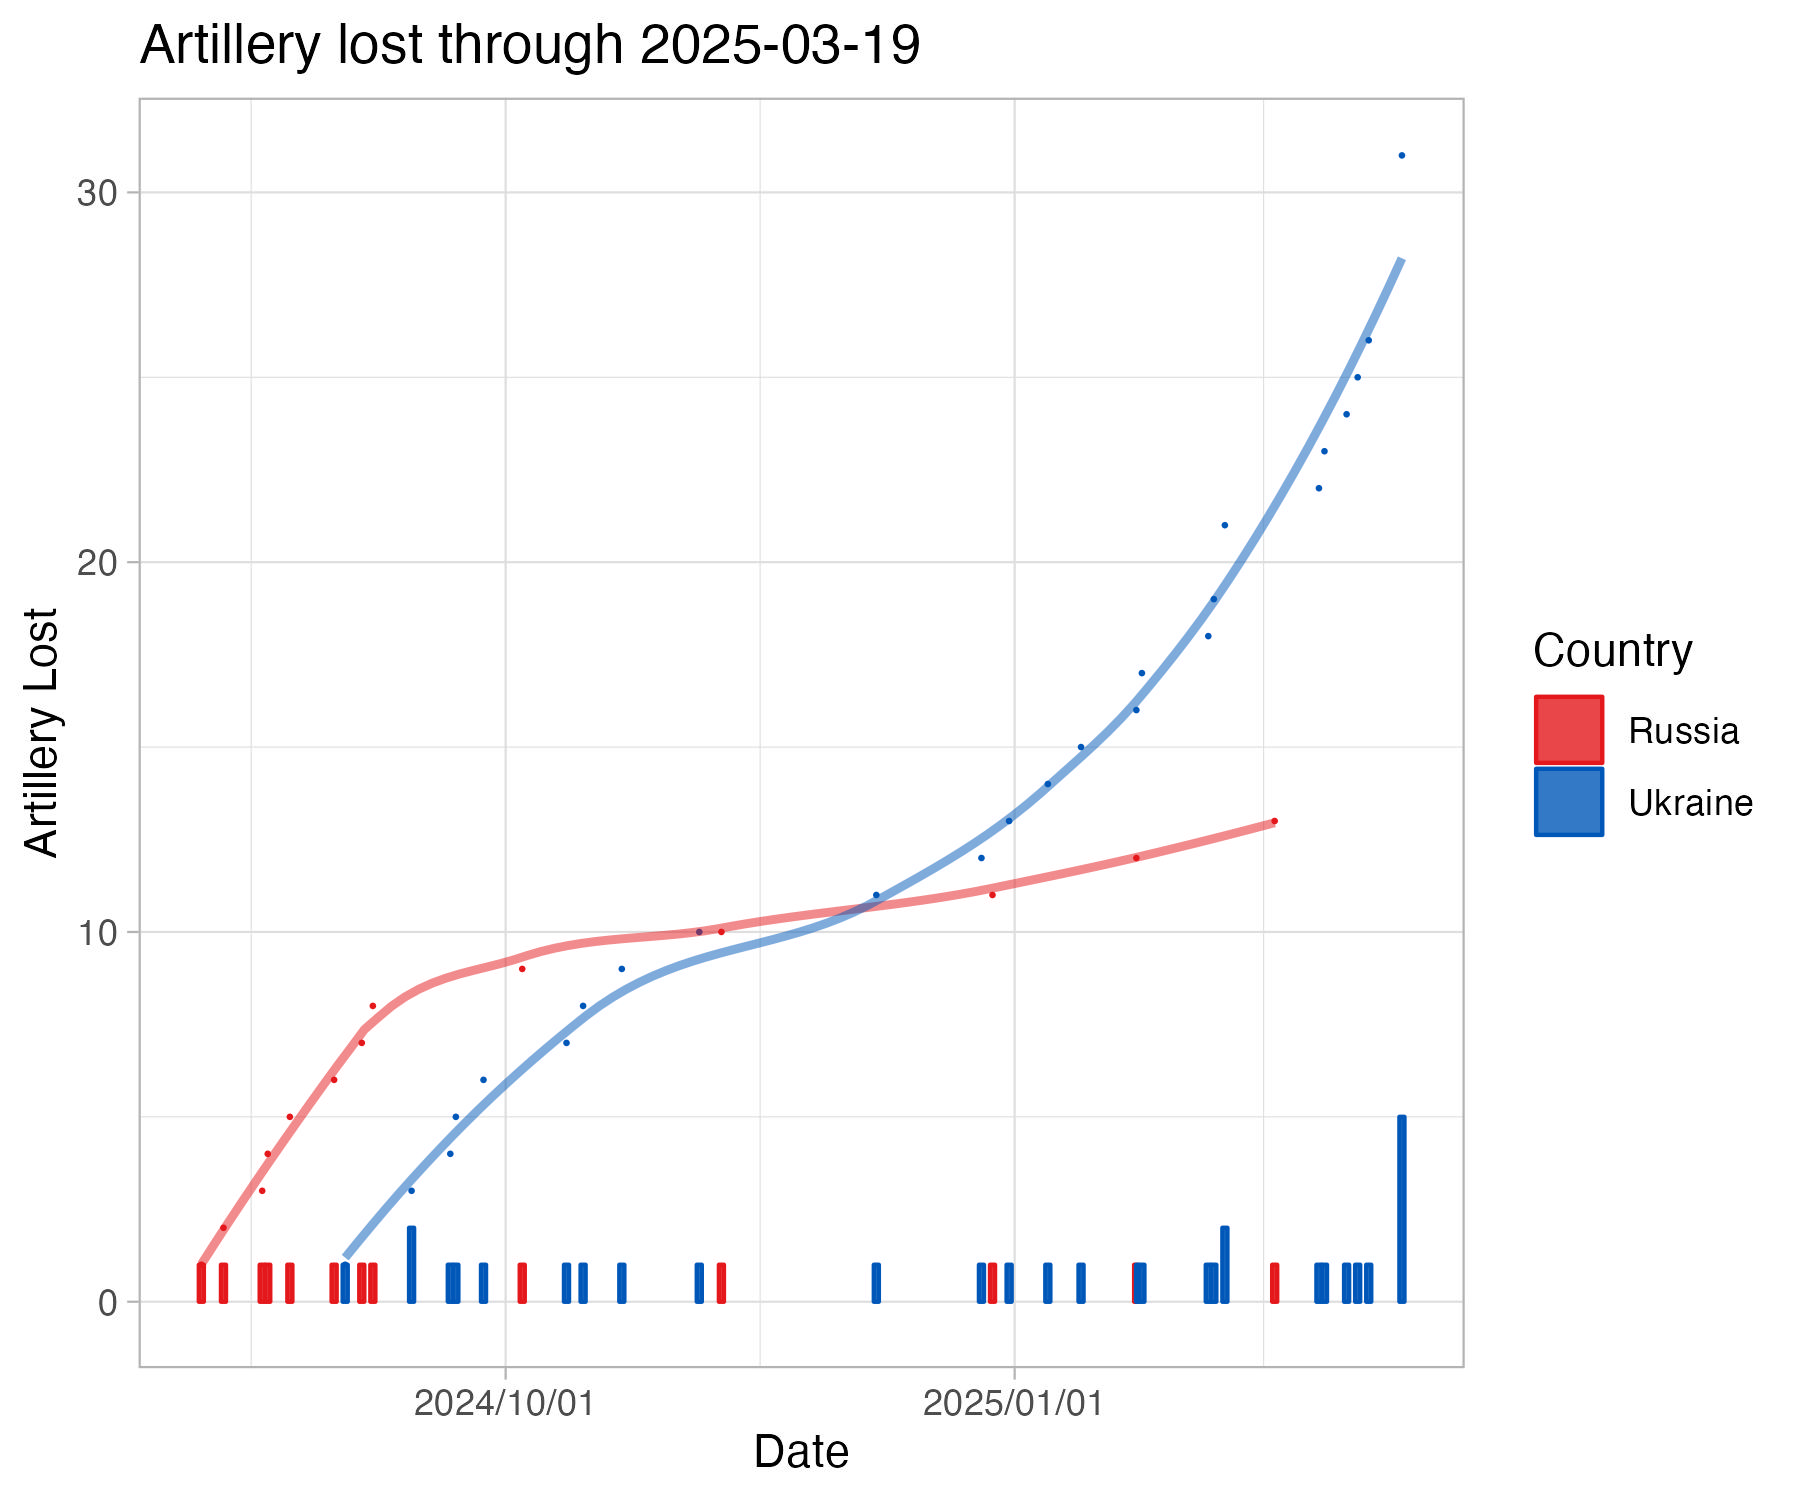 Artillery lost through 2025-03-19
Artillery Lost
30
20
10
0
2024/10/01
2025/01/01
Date
Country
Russia
Ukraine